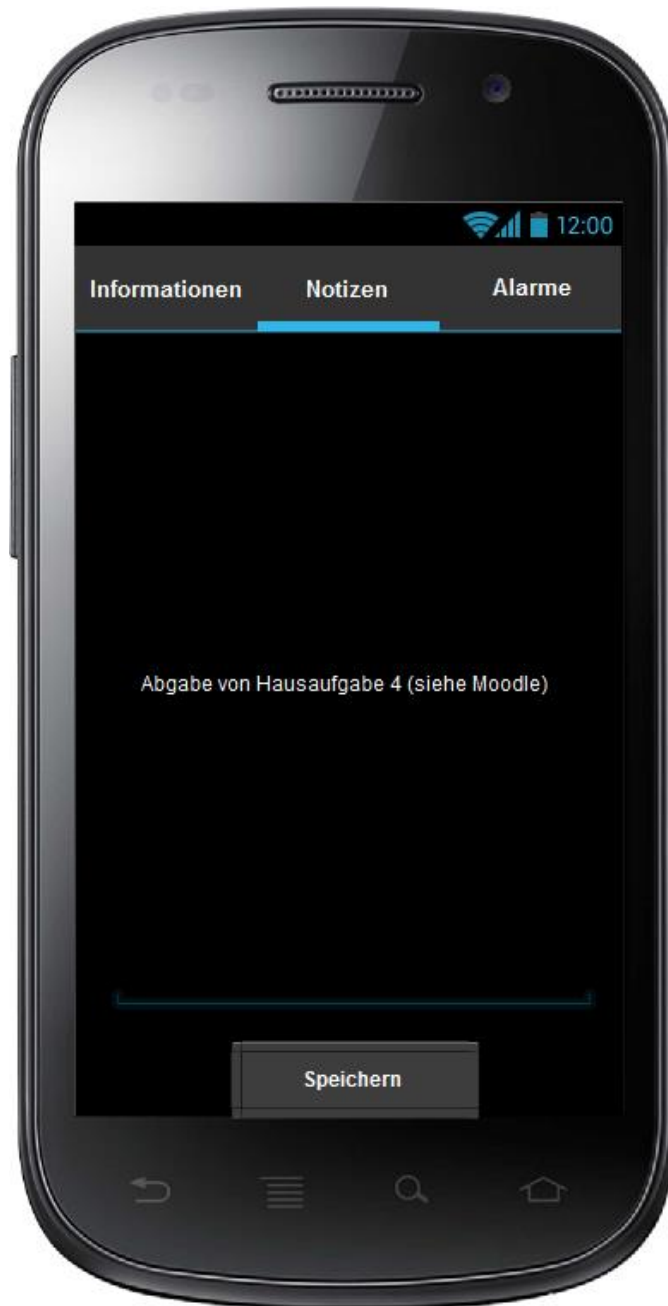 12:00
Informationen Notizen Alarme
Abgabe von Hausaufgabe 4 (siehe Moodle)
Speichern